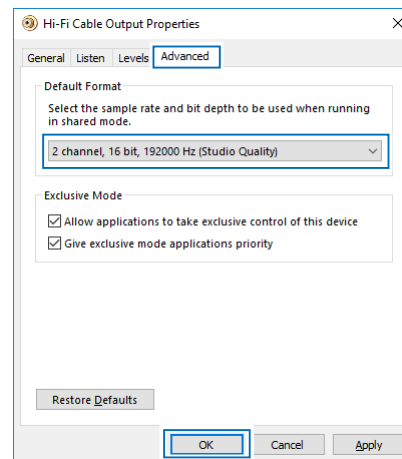 Hi-Fi Cable Output Properties
General Listen Levels Advanced
Default Format
Select the sample rate and bit depth to be used when running
in shared mode.
2 channel, 16 bit, 192000 Hz (Studio Quality)
Exclusive Mode
Allow applications to take exclusive control of this device
Give exclusive mode applications priority
Restore Defaults
OK Cancel Apply